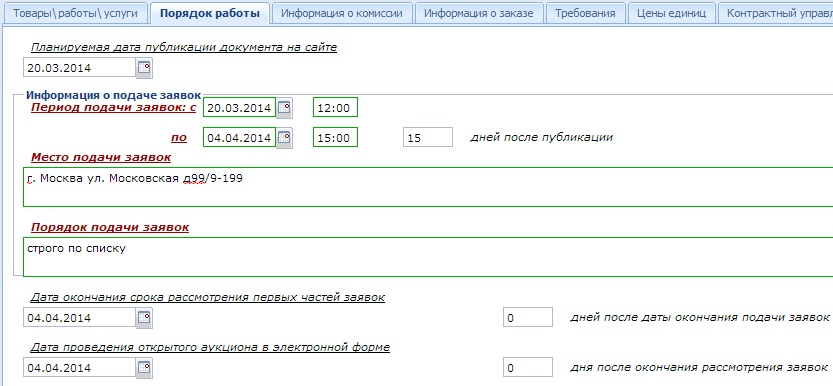 Товары\работы\услуги Порядок работы Информация о комиссии Информация о заказе Требования Цены единиц Контрактный управл
Планируемая дата публикации документа на сайте
20.03.2014
Информация о подаче заявок
Период подачи заявок: с 20.03.2014 12:00
по 04.04.2014 15:00 15 дней после публикации
Место подачи заявок
г. Москва ул. Московская д99/9-199
Порядок подачи заявок
строго по списку
Дата окончания срока рассмотрения первых частей заявок
04.04.2014 0 дней после даты окончания подачи заявок
Дата проведения открытого аукциона в электронной форме
04.04.2014 0 дня после окончания рассмотрения заявок